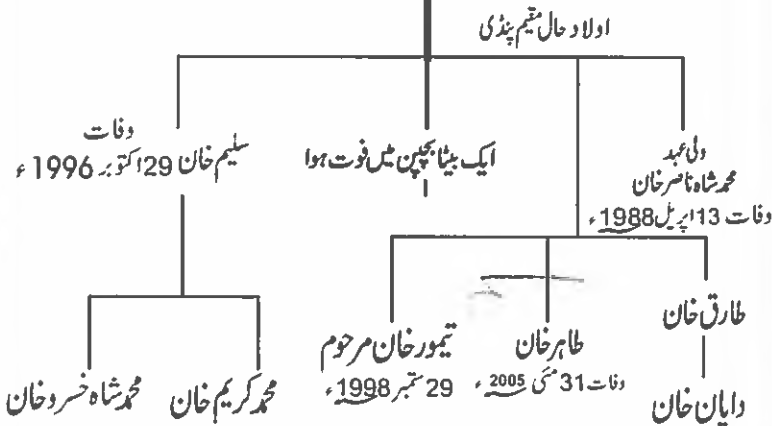 اولاد حال مقیم پنڈی
ولی عہد
محمد شاہ ناصر خان
وفات 13 اپریل 1988ء
ایک بیٹا بچپن میں فوت ہوا
وفات
سلیم خان 29 اکتوبر 1996ء
طارق خان
دایان خان
طاہر خان
وفات 31 مئی 2005ء
تیمور خان مرحوم
29 ستمبر 1998ء
محمد کریم خان
محمد شاہ خسرو خان